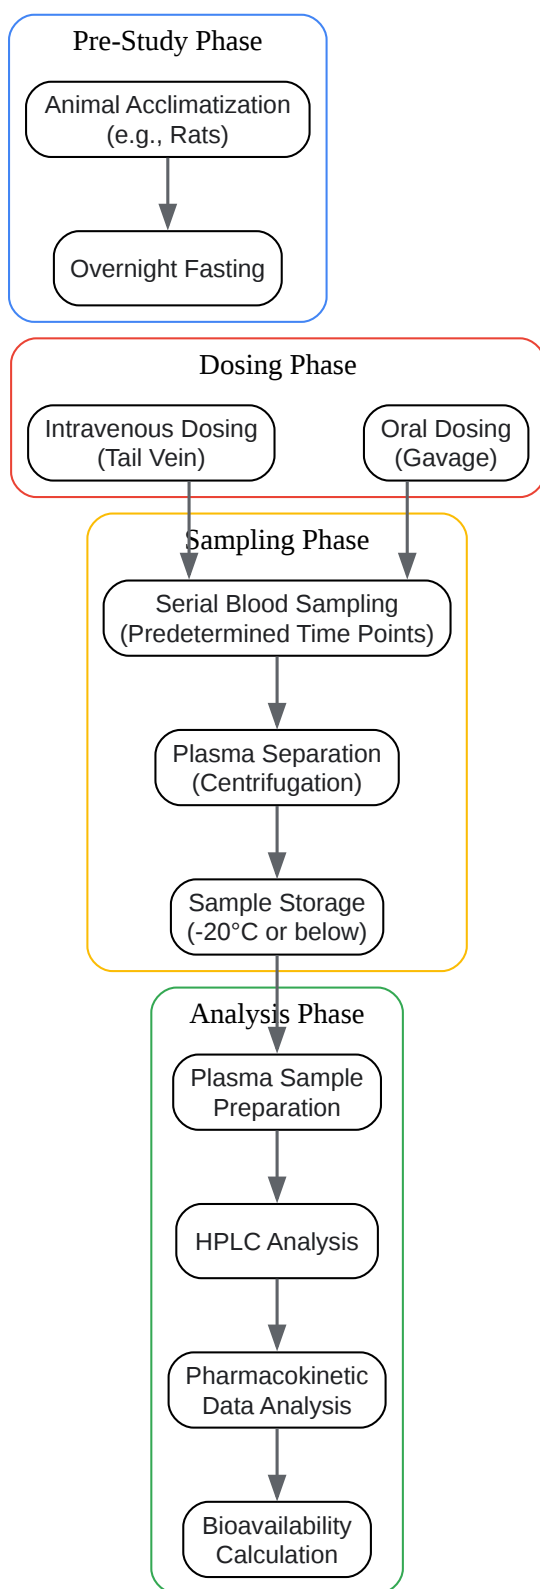 Pre-Study Phase
Animal Acclimatization
(e.g., Rats)
Overnight Fasting
Dosing Phase
Intravenous Dosing
(Tail Vein)
Oral Dosing
(Gavage)
Sampling Phase
Serial Blood Sampling
(Predetermined Time Points)
Plasma Separation
(Centrifugation)
Sample Storage
(-20°C or below)
Analysis Phase
Plasma Sample
Preparation
HPLC Analysis
Pharmacokinetic
Data Analysis
Bioavailability
Calculation